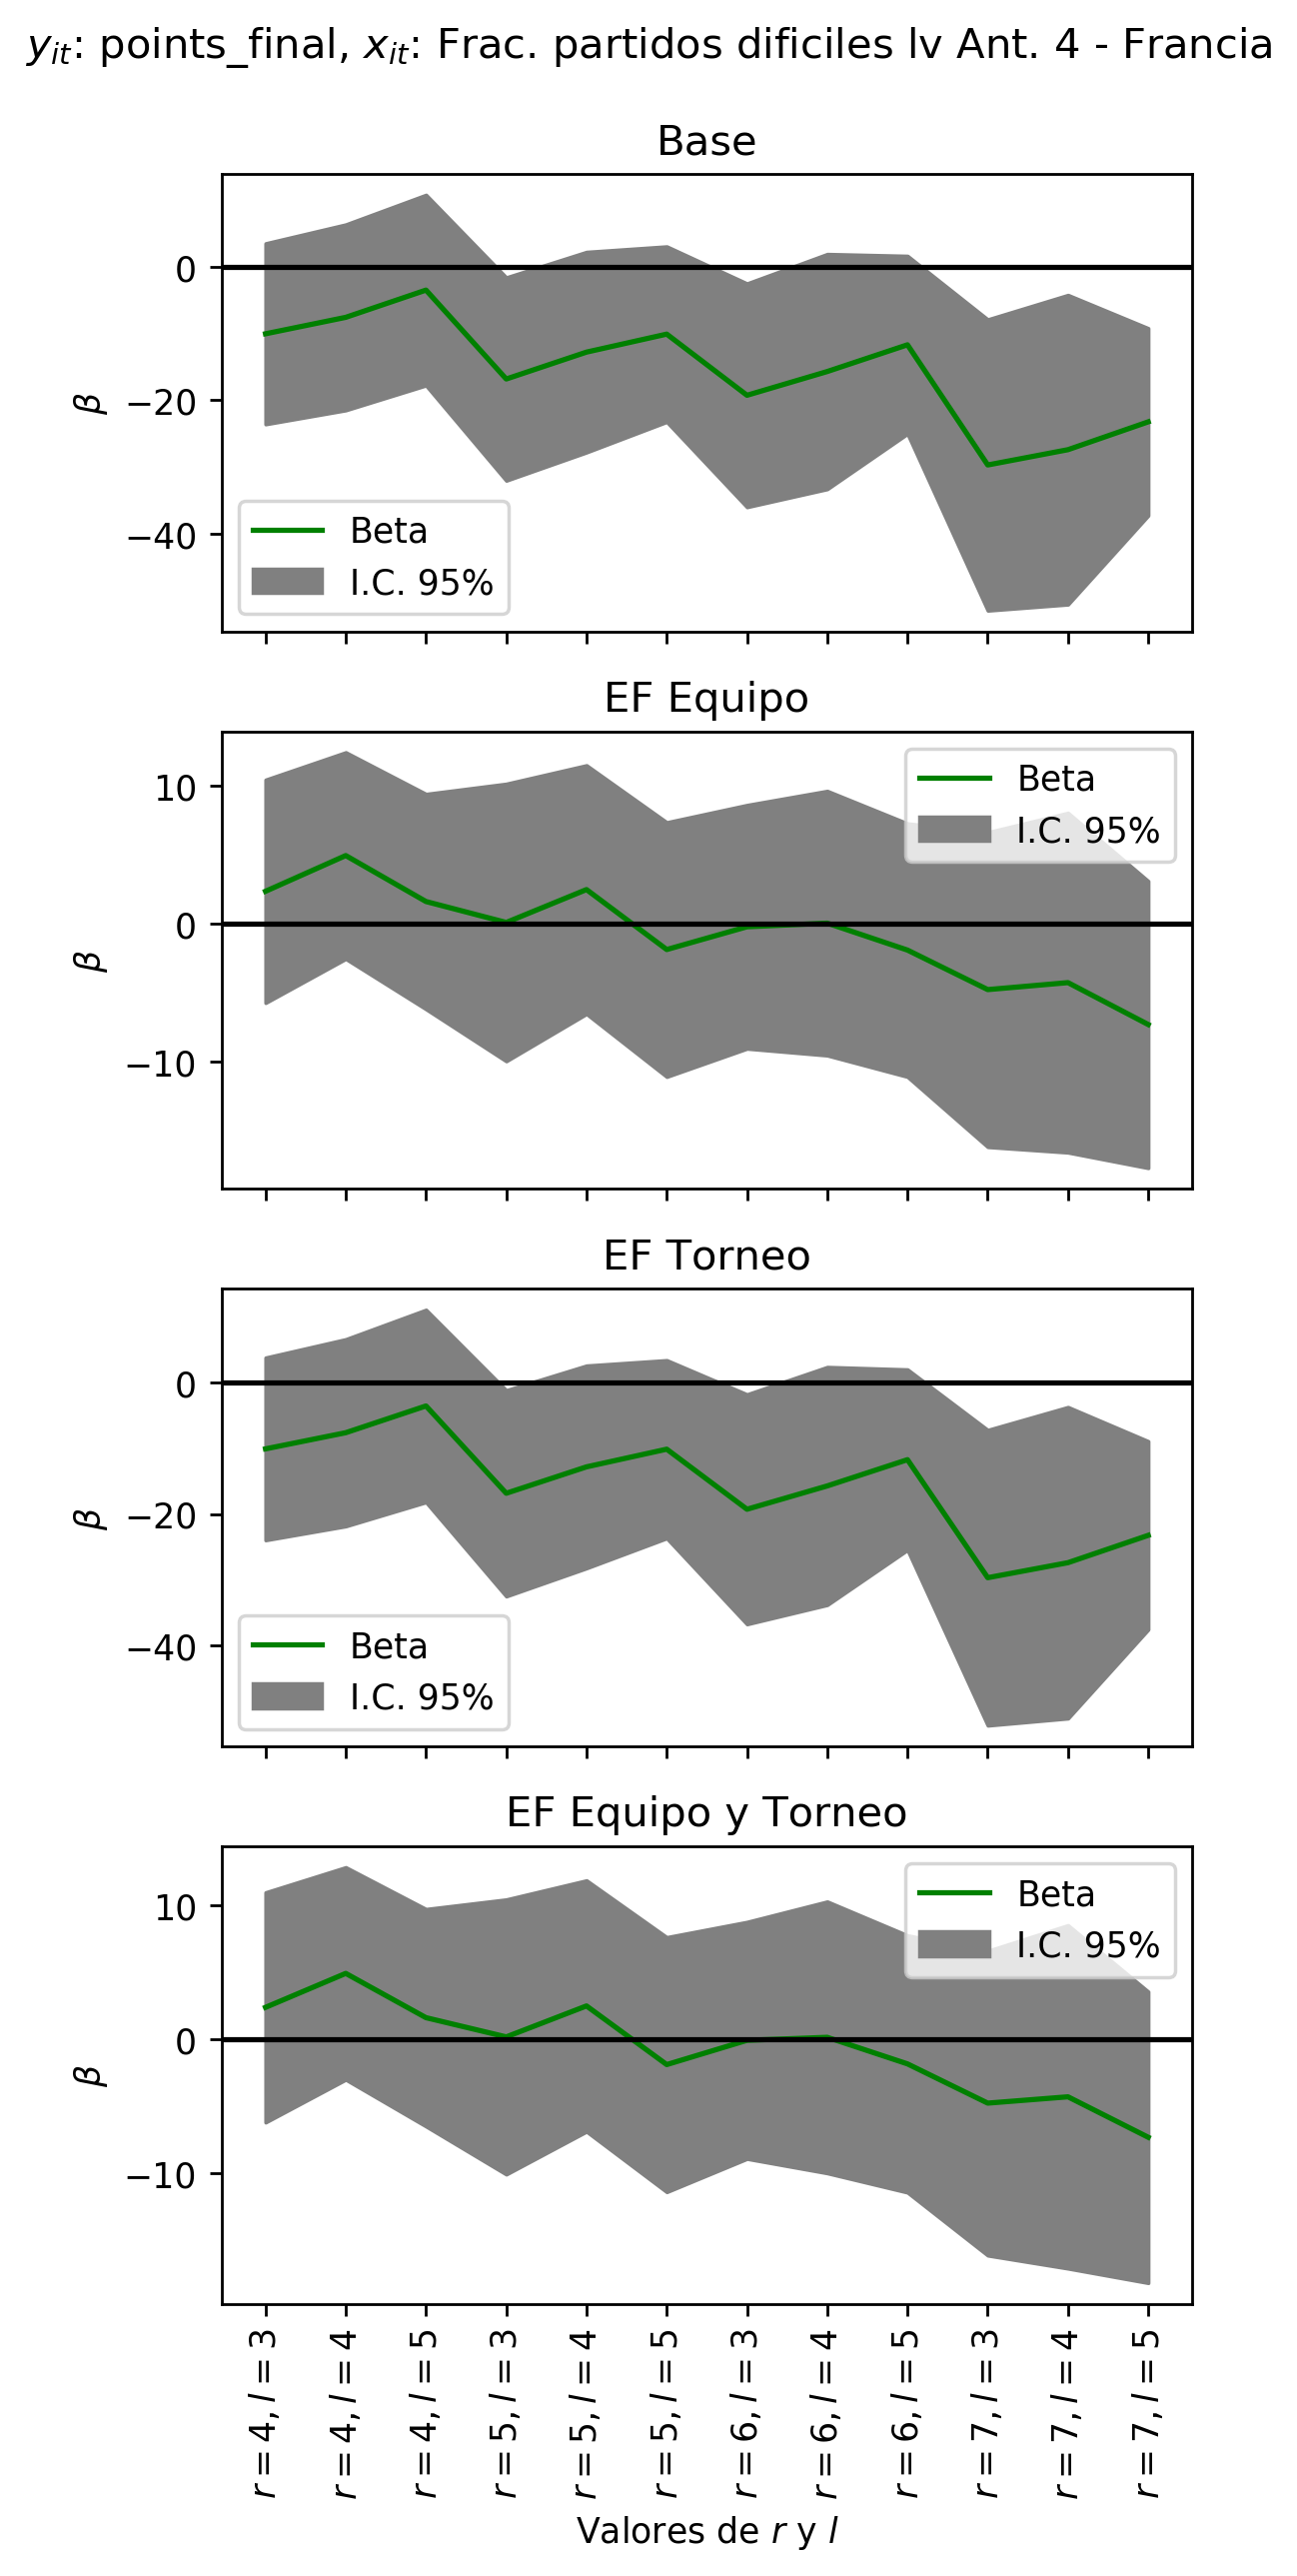 y_it: points_final, x_it: Frac. partidos dificiles lv Ant. 4 - Francia
Base
0
−20
−40
β
Beta
I.C. 95%
EF Equipo
10
0
−10
β
Beta
I.C. 95%
EF Torneo
0
−20
−40
β
Beta
I.C. 95%
EF Equipo y Torneo
10
0
−10
β
Beta
I.C. 95%
r = 4, l = 3
r = 4, l = 4
r = 4, l = 5
r = 5, l = 3
r = 5, l = 4
r = 5, l = 5
r = 6, l = 3
r = 6, l = 4
r = 6, l = 5
r = 7, l = 3
r = 7, l = 4
r = 7, l = 5
Valores de r y l